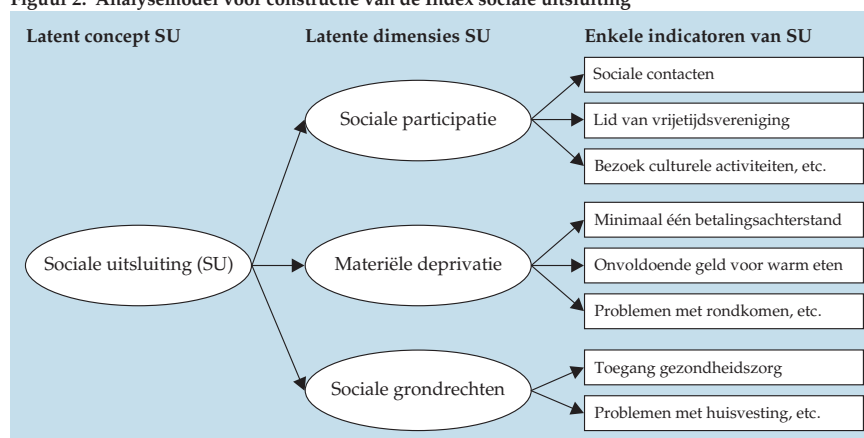 Figuur 2. Analysemodel voor constructie van de Index sociale uitsluiting
Latent concept SU
Latente dimensies SU
Enkele indicatoren van SU
Sociale uitsluiting (SU)
Sociale participatie
Materiële deprivatie
Sociale grondrechten
Sociale contacten
Lid van vrijetijdsvereniging
Bezoek culturele activiteiten, etc.
Minimaal één betalingsachterstand
Onvoldoende geld voor warm eten
Problemen met rondkomen, etc.
Toegang gezondheidszorg
Problemen met huisvesting, etc.